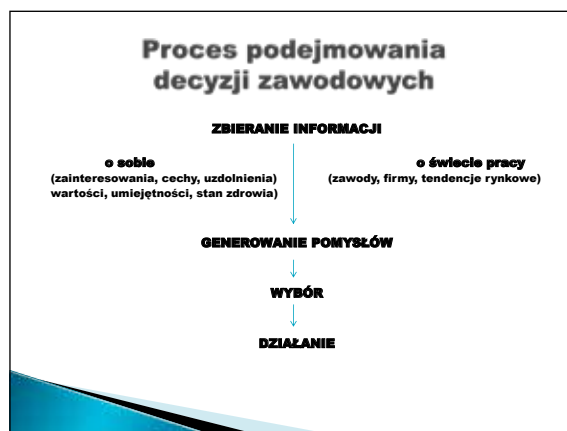 Proces podejmowania
decyzji zawodowych
ZBIERANIE INFORMACJI
o sobie
(zainteresowania, cechy, uzdolnienia)
wartości, umiejętności, stan zdrowia)
o świecie pracy
(zawody, firmy, tendencje rynkowe)
GENEROWANIE POMYSŁÓW
WYBÓR
DZIAŁANIE